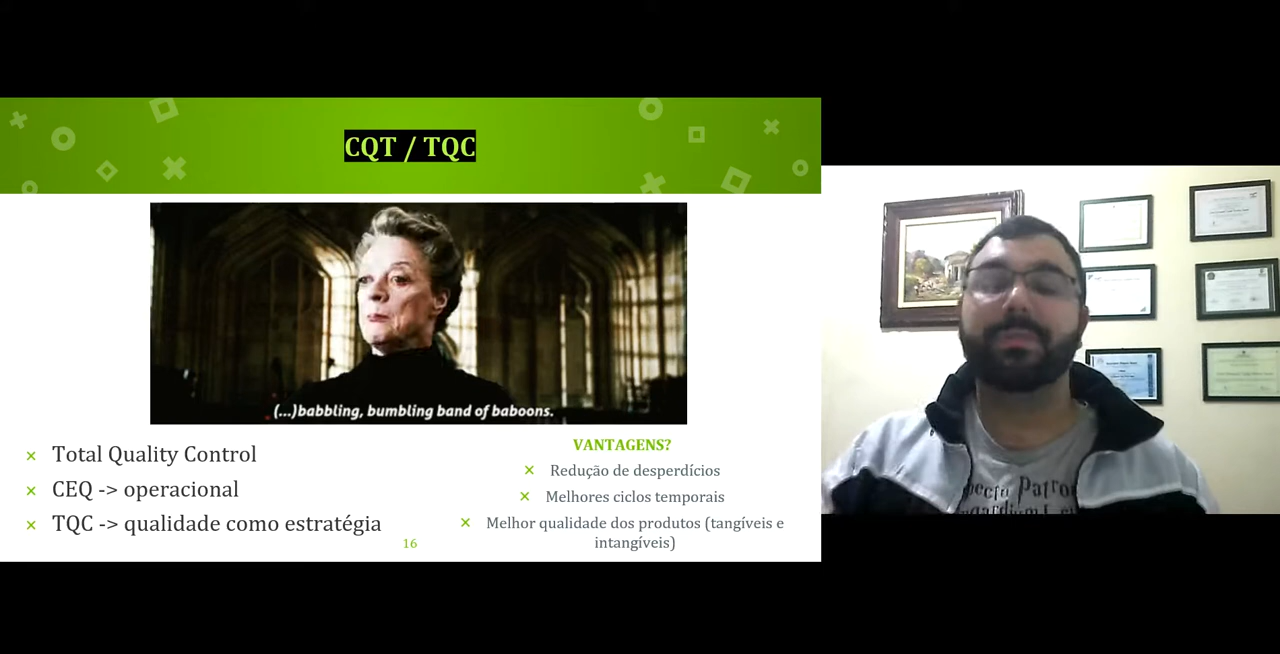 CQT / TQC
(...)babbling, bumbling band of baboons.
× Total Quality Control
× CEQ -> operacional
× TQC -> qualidade como estratégia
16
VANTAGENS?
× Redução de desperdícios
× Melhores ciclos temporais
× Melhor qualidade dos produtos (tangíveis e
intangíveis)